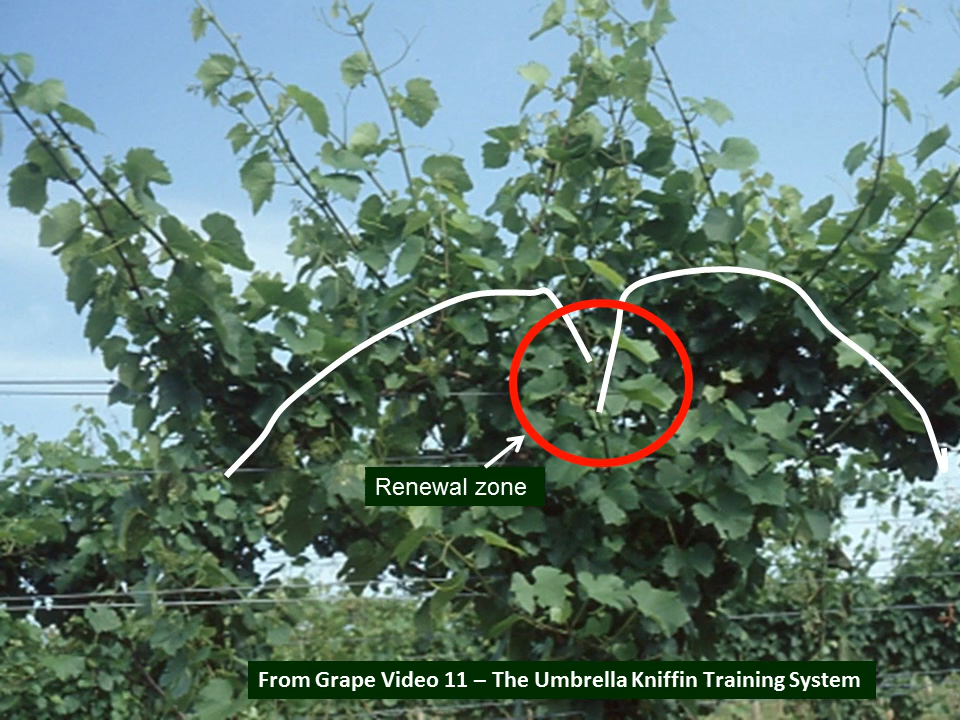 Renewal zone
From Grape Video 11 – The Umbrella Kniffin Training System